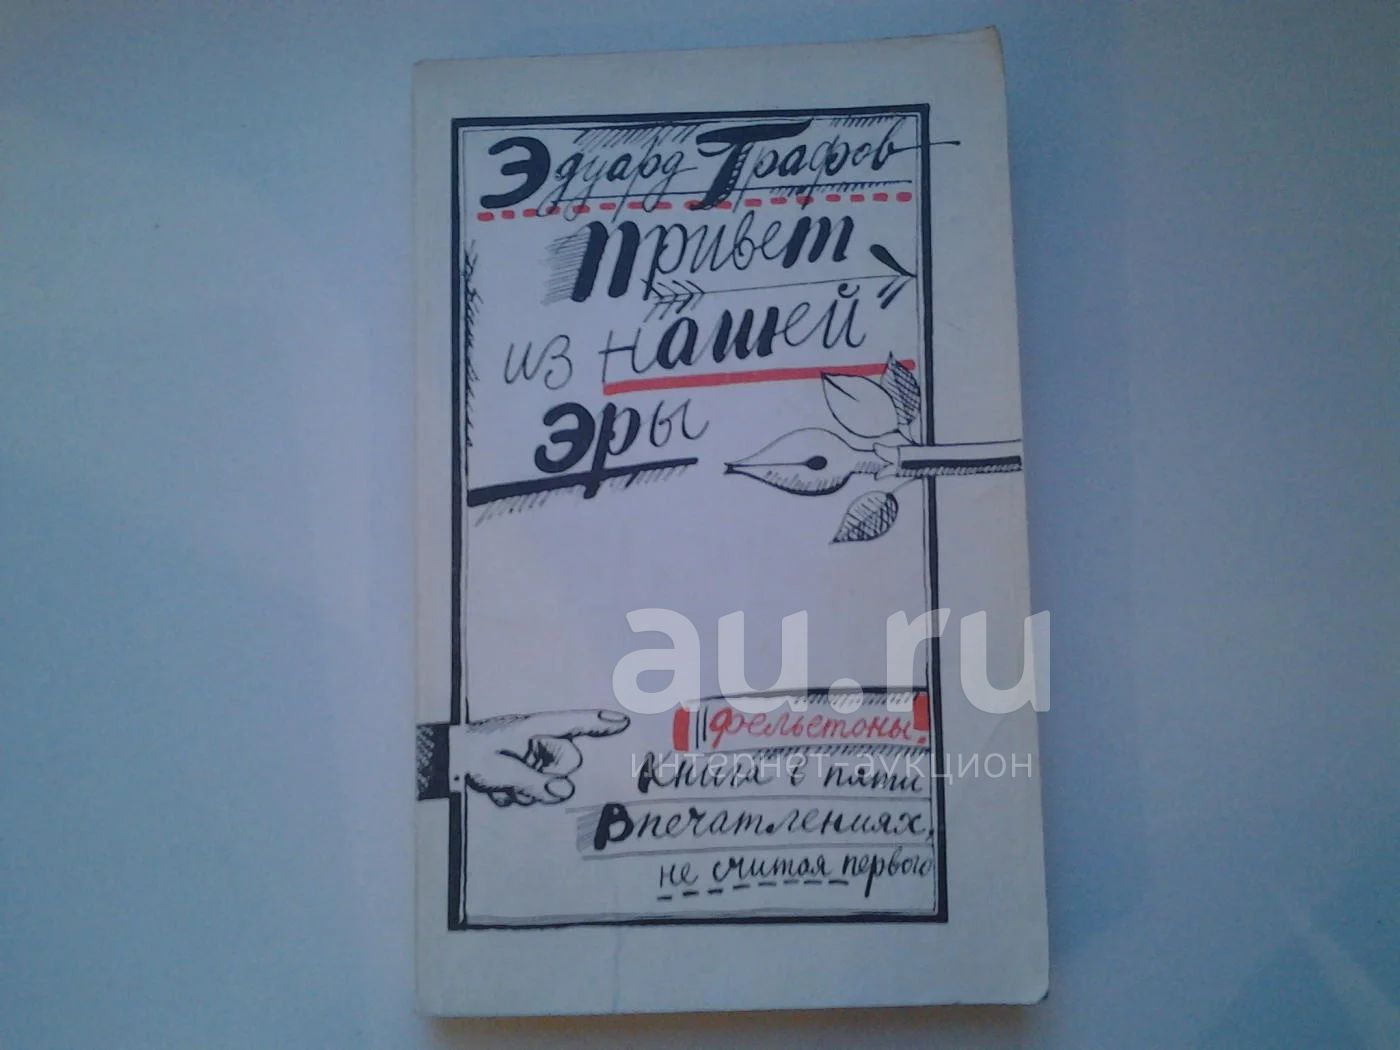 Эдуард Графов
Привет
из нашей
эры
au.ru
интернет-аукцион
фельетоны.
Книга в пяти
впечатлениях,
не считая первого